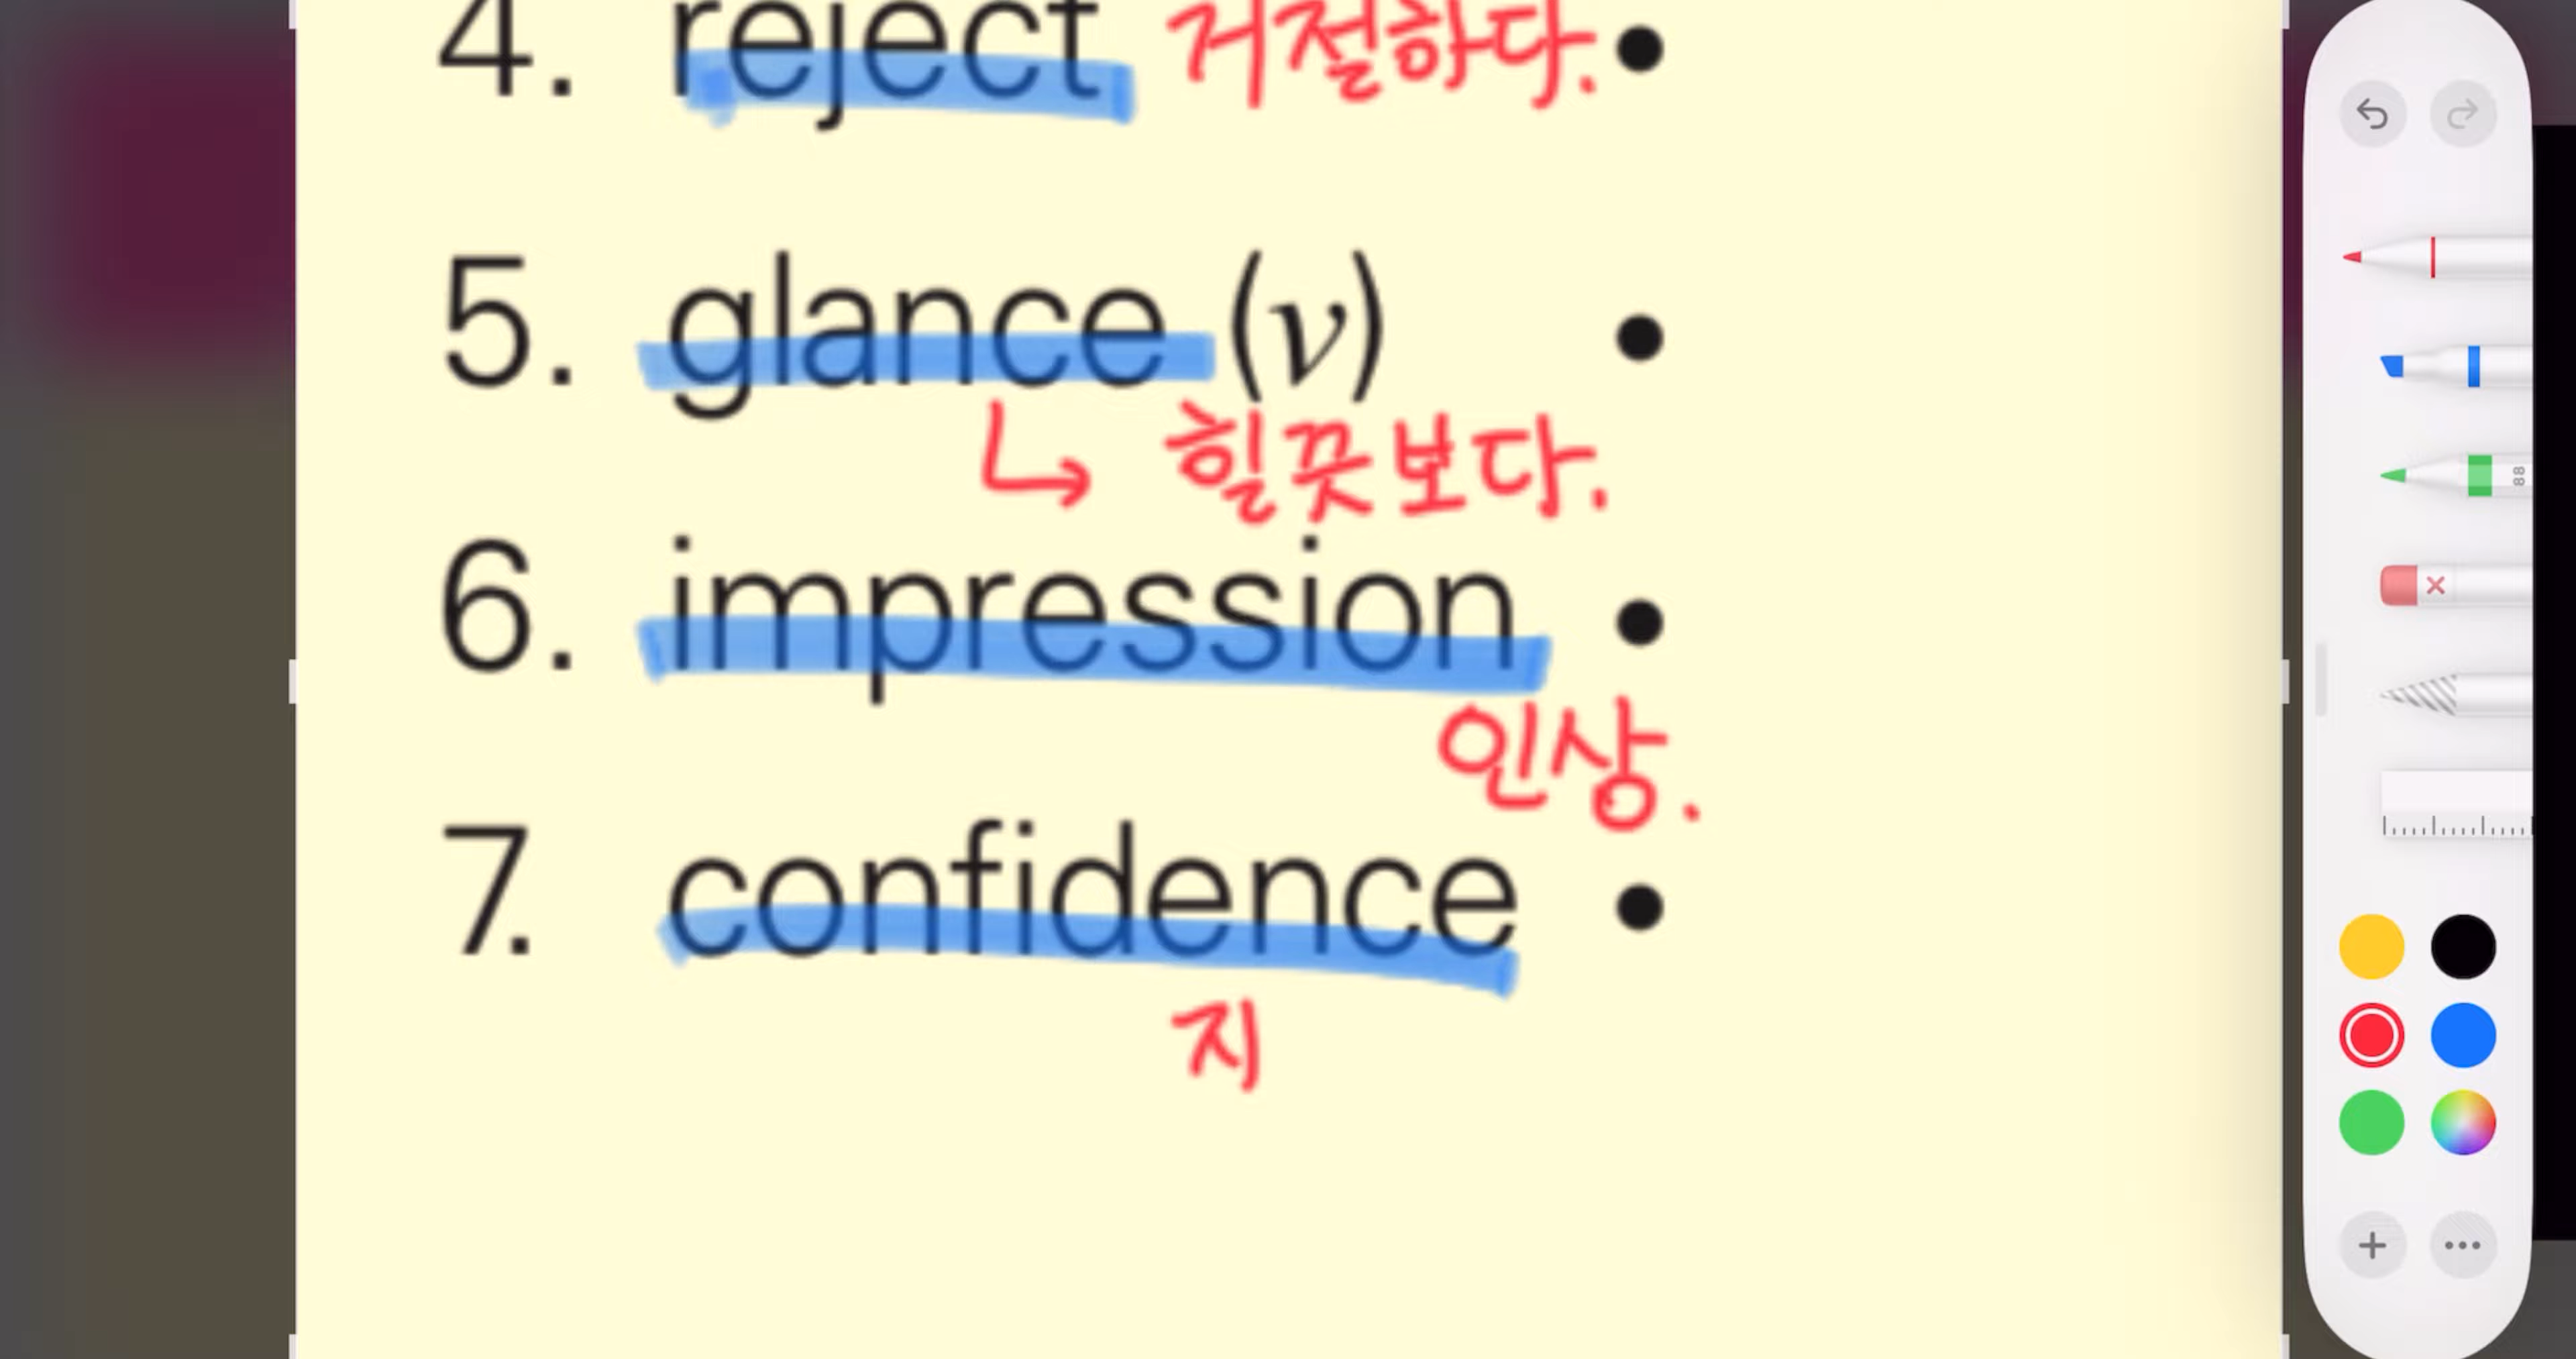 4. reject 거절하다. •
5. glance (v) •
↳ 힐끗보다.
6. impression •
인상.
7. confidence •
지
88